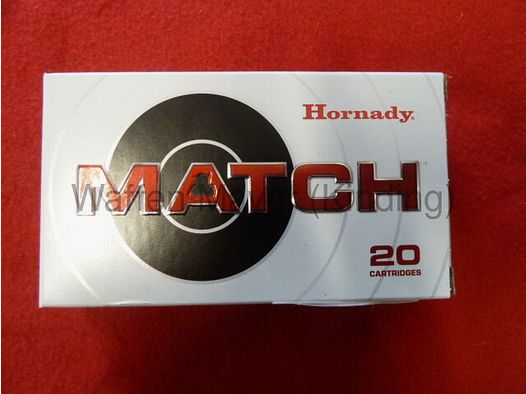 Hornady
MATCH
20
CARTRIDGES